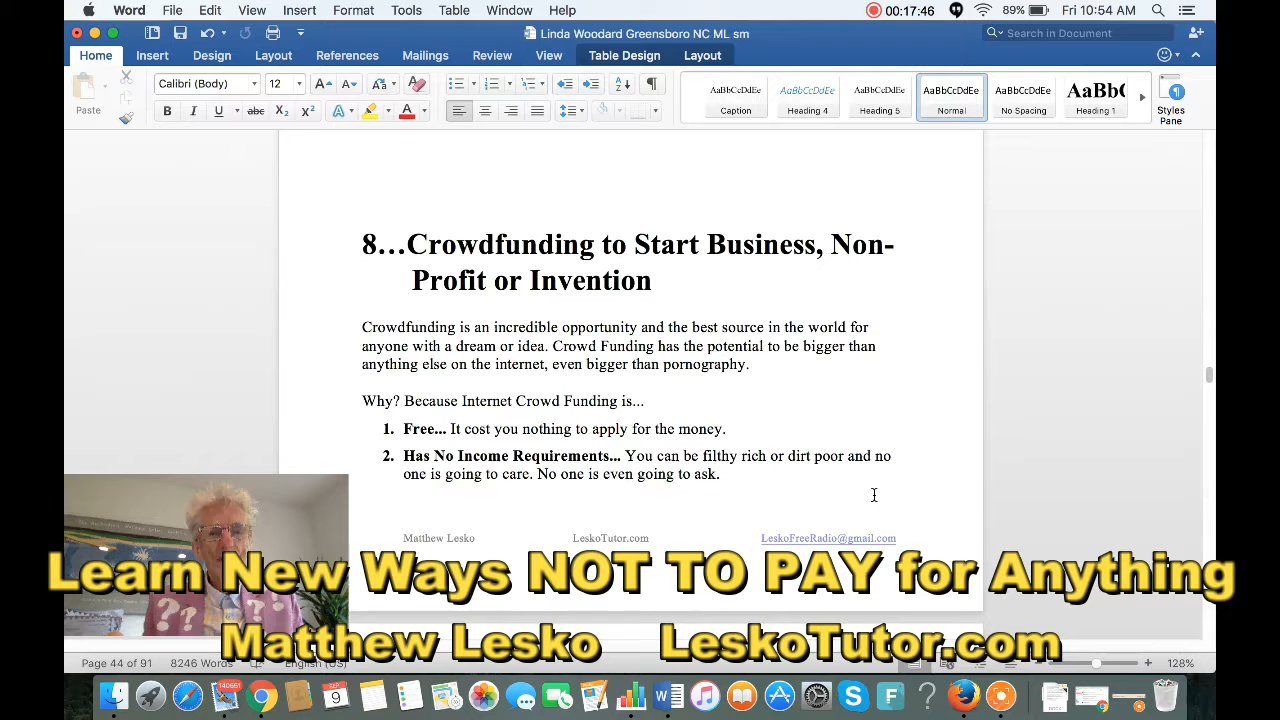 Word File Edit View Insert Format Tools Table Window Help 00:17:46 89% Fri 10:54 AM
Linda Woodard Greensboro NC ML sm Search in Document
Home Insert Design Layout References Mailings Review View Table Design Layout
Paste Calibri (Body) 12 A A Aa
B I U abc X2 X2 A A
AaBbCcDdEe AaBbCcDdEe AaBbCcDdEe AaBbCcDdEe AaBbCcDdEe AaBb(
Caption Heading 4 Heading 5 Normal No Spacing Heading 1 Styles Pane
8…Crowdfunding to Start Business, Non-
Profit or Invention
Crowdfunding is an incredible opportunity and the best source in the world for
anyone with a dream or idea. Crowd Funding has the potential to be bigger than
anything else on the internet, even bigger than pornography.
Why? Because Internet Crowd Funding is...
1. Free... It cost you nothing to apply for the money.
2. Has No Income Requirements... You can be filthy rich or dirt poor and no
one is going to care. No one is even going to ask.
Matthew Lesko LeskoTutor.com LeskoFreeRadio@gmail.com
Learn New Ways NOT TO PAY for Anything
Matthew Lesko LeskoTutor.com
Page 44 of 91 8246 Words English (US) 128%